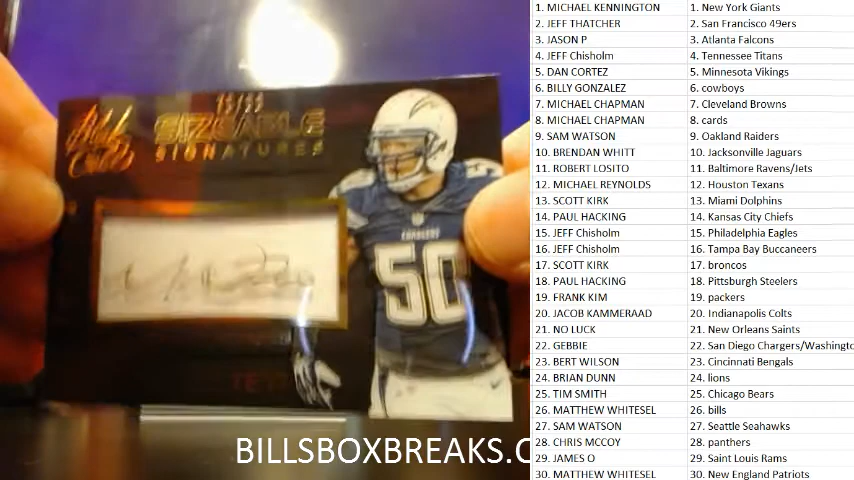 SIZEABLE
SIGNATURES
CHARGERS
50
BILLSBOXBREAKS.C
1. MICHAEL KENNINGTON
2. JEFF THATCHER
3. JASON P
4. JEFF Chisholm
5. DAN CORTEZ
6. BILLY GONZALEZ
7. MICHAEL CHAPMAN
8. MICHAEL CHAPMAN
9. SAM WATSON
10. BRENDAN WHITT
11. ROBERT LOSITO
12. MICHAEL REYNOLDS
13. SCOTT KIRK
14. PAUL HACKING
15. JEFF Chisholm
16. JEFF Chisholm
17. SCOTT KIRK
18. PAUL HACKING
19. FRANK KIM
20. JACOB KAMMERAAD
21. NO LUCK
22. GEBBIE
23. BERT WILSON
24. BRIAN DUNN
25. TIM SMITH
26. MATTHEW WHITESEL
27. SAM WATSON
28. CHRIS MCCOY
29. JAMES O
30. MATTHEW WHITESEL
1. New York Giants
2. San Francisco 49ers
3. Atlanta Falcons
4. Tennessee Titans
5. Minnesota Vikings
6. cowboys
7. Cleveland Browns
8. cards
9. Oakland Raiders
10. Jacksonville Jaguars
11. Baltimore Ravens/Jets
12. Houston Texans
13. Miami Dolphins
14. Kansas City Chiefs
15. Philadelphia Eagles
16. Tampa Bay Buccaneers
17. broncos
18. Pittsburgh Steelers
19. packers
20. Indianapolis Colts
21. New Orleans Saints
22. San Diego Chargers/Washingto
23. Cincinnati Bengals
24. lions
25. Chicago Bears
26. bills
27. Seattle Seahawks
28. panthers
29. Saint Louis Rams
30. New England Patriots